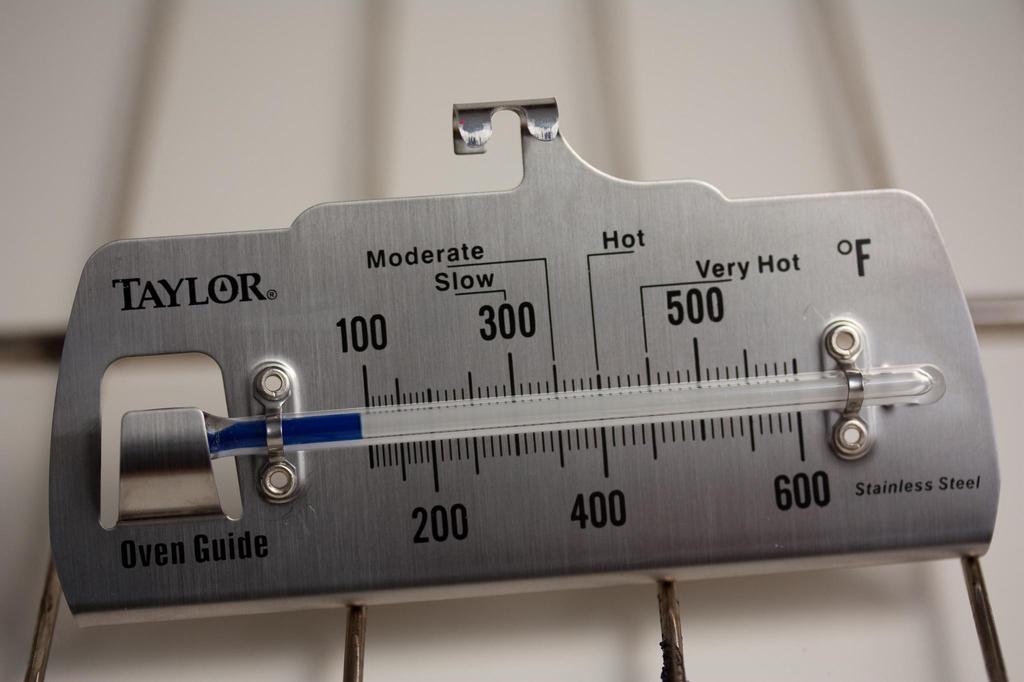 Moderate
Slow
Hot
Very Hot
°F
TAYLOR®
100
300
500
200
400
600
Stainless Steel
Oven Guide